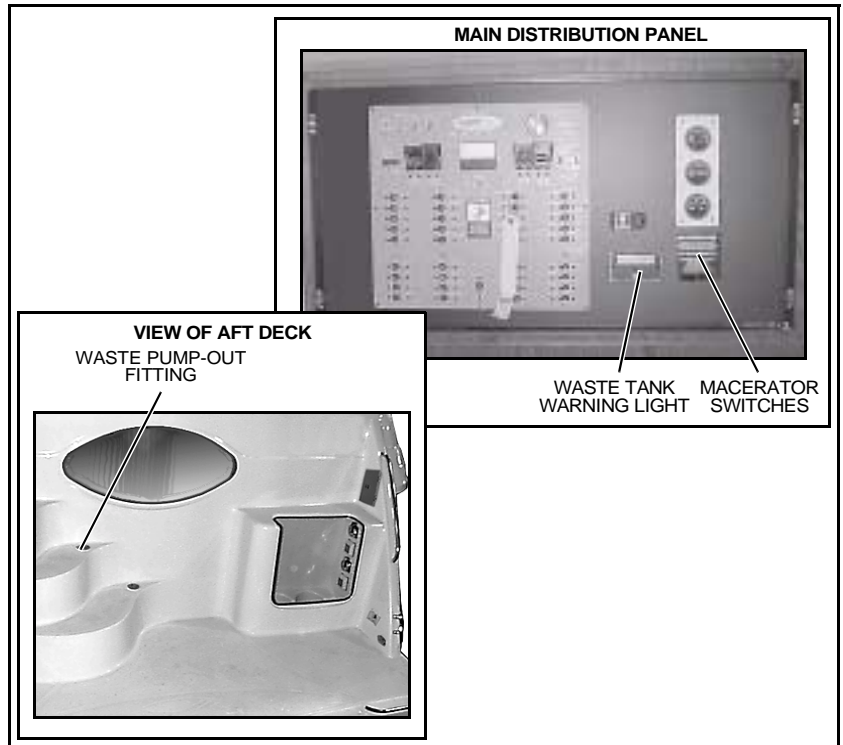 MAIN DISTRIBUTION PANEL
WASTE TANK
WARNING LIGHT
MACERATOR
SWITCHES
VIEW OF AFT DECK
WASTE PUMP-OUT
FITTING